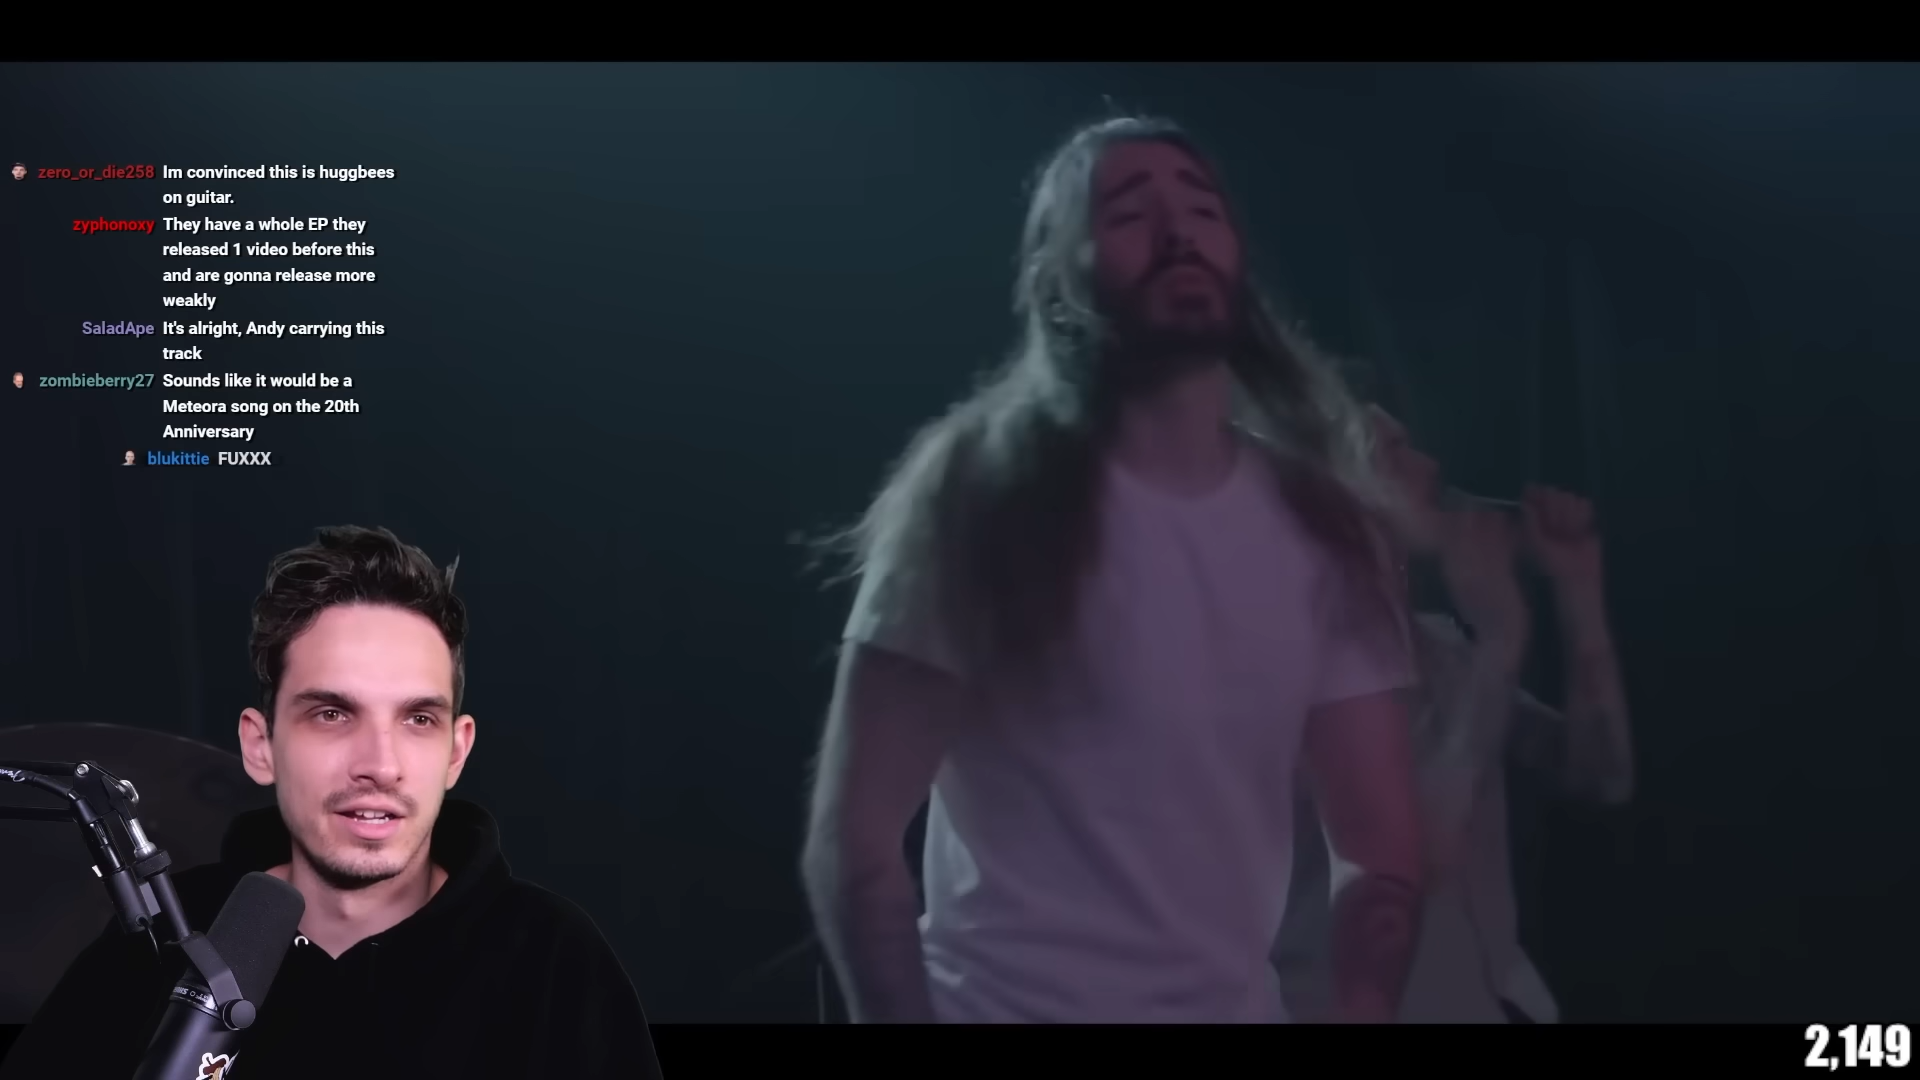 zero_or_die258 Im convinced this is huggbees
on guitar.
zyphonoxy They have a whole EP they
released 1 video before this
and are gonna release more
weakly
SaladApe It's alright, Andy carrying this
track
zombieberry27 Sounds like it would be a
Meteora song on the 20th
Anniversary
blukittie FUXXX
2,149